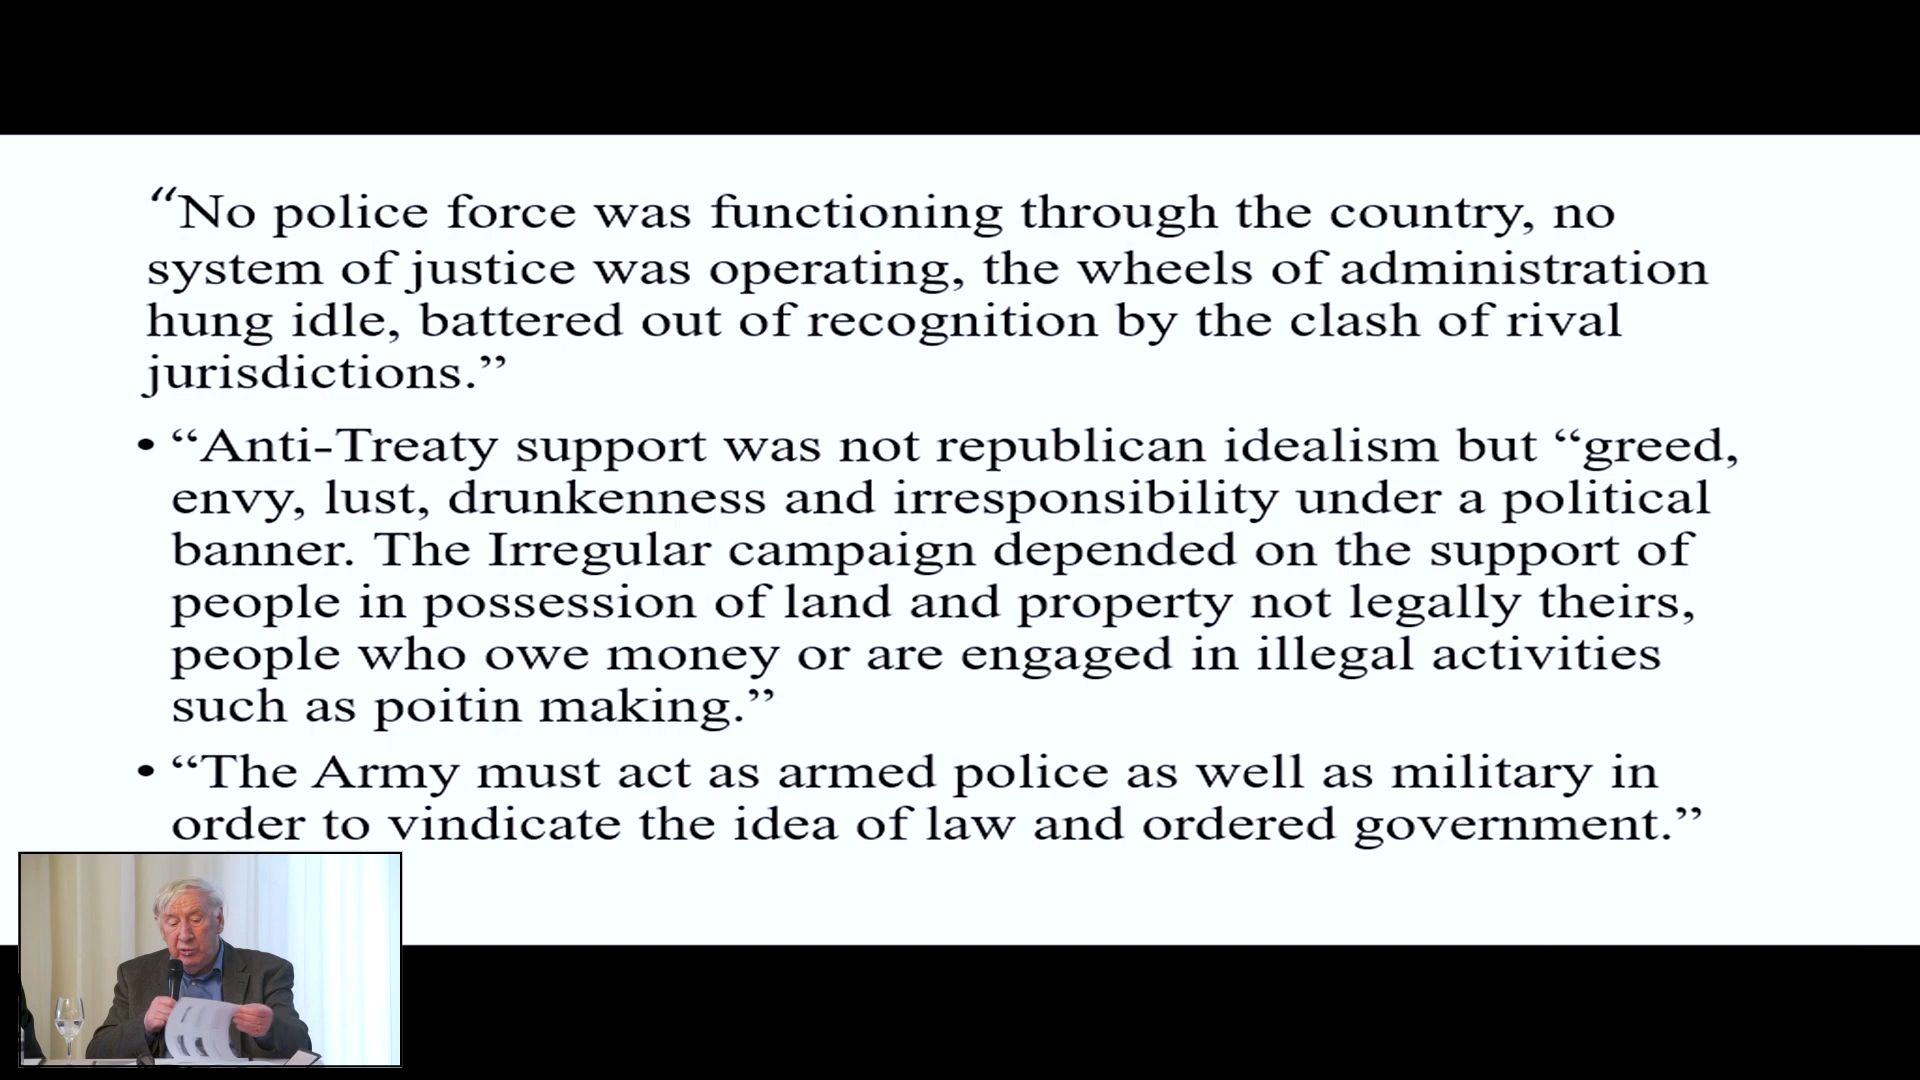 “No police force was functioning through the country, no
system of justice was operating, the wheels of administration
hung idle, battered out of recognition by the clash of rival
jurisdictions.”
• “Anti-Treaty support was not republican idealism but “greed,
envy, lust, drunkenness and irresponsibility under a political
banner. The Irregular campaign depended on the support of
people in possession of land and property not legally theirs,
people who owe money or are engaged in illegal activities
such as poitin making.”
• “The Army must act as armed police as well as military in
order to vindicate the idea of law and ordered government.”